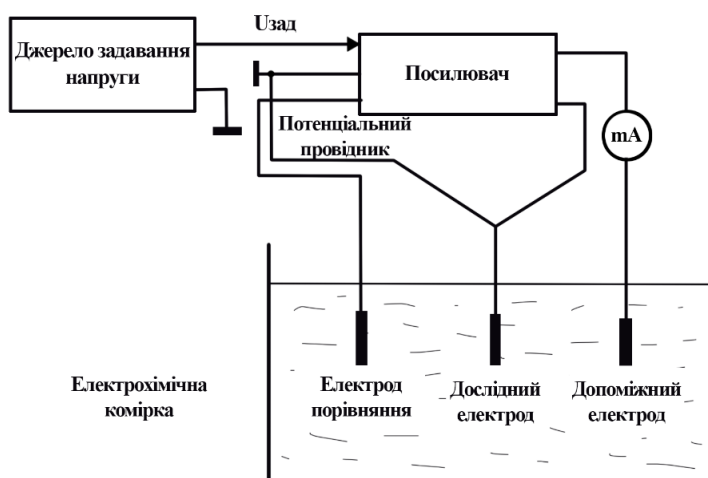 Uзад
Джерело задавання
напруги
Посилювач
Потенціальний
провідник
mA
Електрохімічна
комірка
Електрод
порівняння
Дослідний
електрод
Допоміжний
електрод